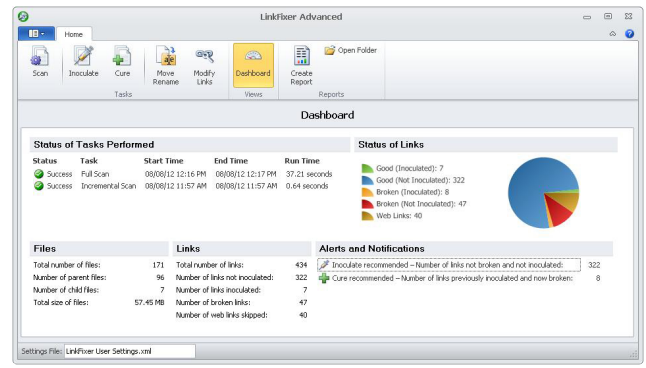 LinkFixer Advanced
Home
Scan
Inoculate
Cure
Move Rename
Modify Links
Dashboard
Create Report
Open Folder
Tasks
Views
Reports
Dashboard
Status of Tasks Performed
Status Task Start Time End Time Run Time
Success Full Scan 08/08/12 12:16 PM 08/08/12 12:17 PM 37.21 seconds
Success Incremental Scan 08/08/12 11:57 AM 08/08/12 11:57 AM 0.64 seconds
Status of Links
Good (Inoculated): 7
Good (Not Inoculated): 322
Broken (Inoculated): 8
Broken (Not Inoculated): 47
Web Links: 40
Files
Total number of files: 171
Number of parent files: 96
Number of child files: 7
Total size of files: 57.45 MB
Links
Total number of links: 434
Number of links not inoculated: 322
Number of links inoculated: 7
Number of broken links: 47
Number of web links skipped: 40
Alerts and Notifications
Inoculate recommended – Number of links not broken and not inoculated: 322
Cure recommended – Number of links previously inoculated and now broken: 8
Settings File: LinkFixer User Settings.xml